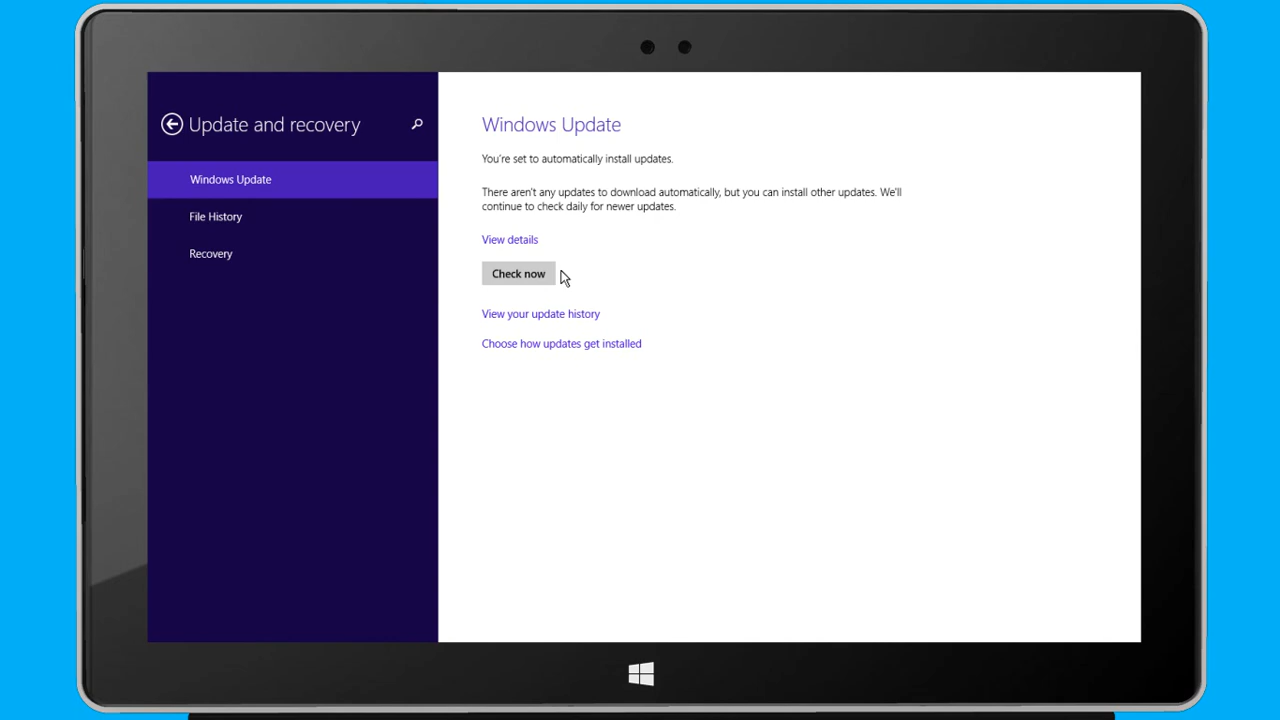 Update and recovery
Windows Update
File History
Recovery
Windows Update
You're set to automatically install updates.
There aren't any updates to download automatically, but you can install other updates. We'll
continue to check daily for newer updates.
View details
Check now
View your update history
Choose how updates get installed